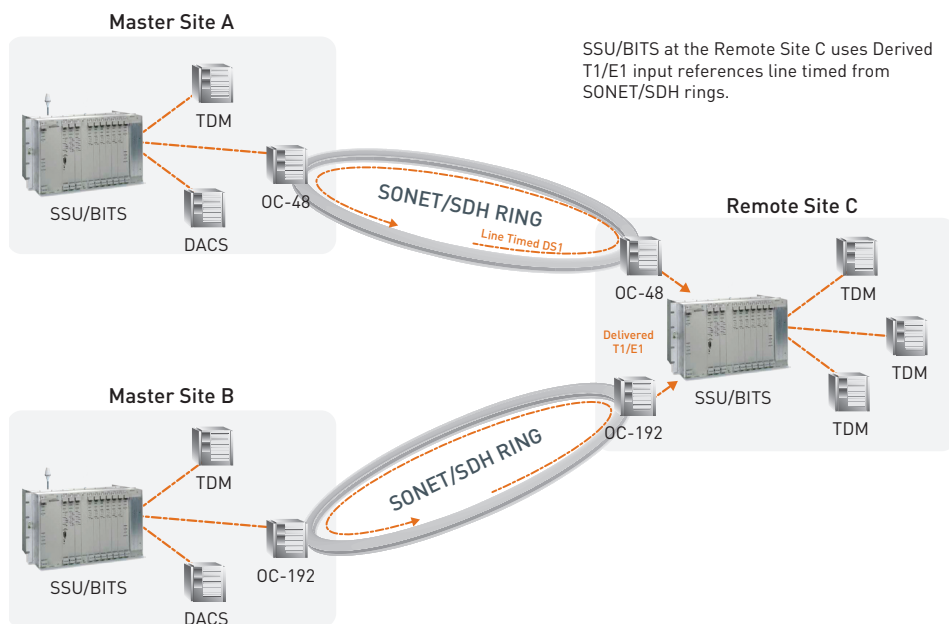 Master Site A
SSU/BITS at the Remote Site C uses Derived
T1/E1 input references line timed from
SONET/SDH rings.
TDM
SSU/BITS
OC-48
DACS
SONET/SDH RING
Line Timed DS1
Remote Site C
OC-48
TDM
Delivered
T1/E1
TDM
SSU/BITS
TDM
OC-192
Master Site B
TDM
SONET/SDH RING
SSU/BITS
OC-192
DACS